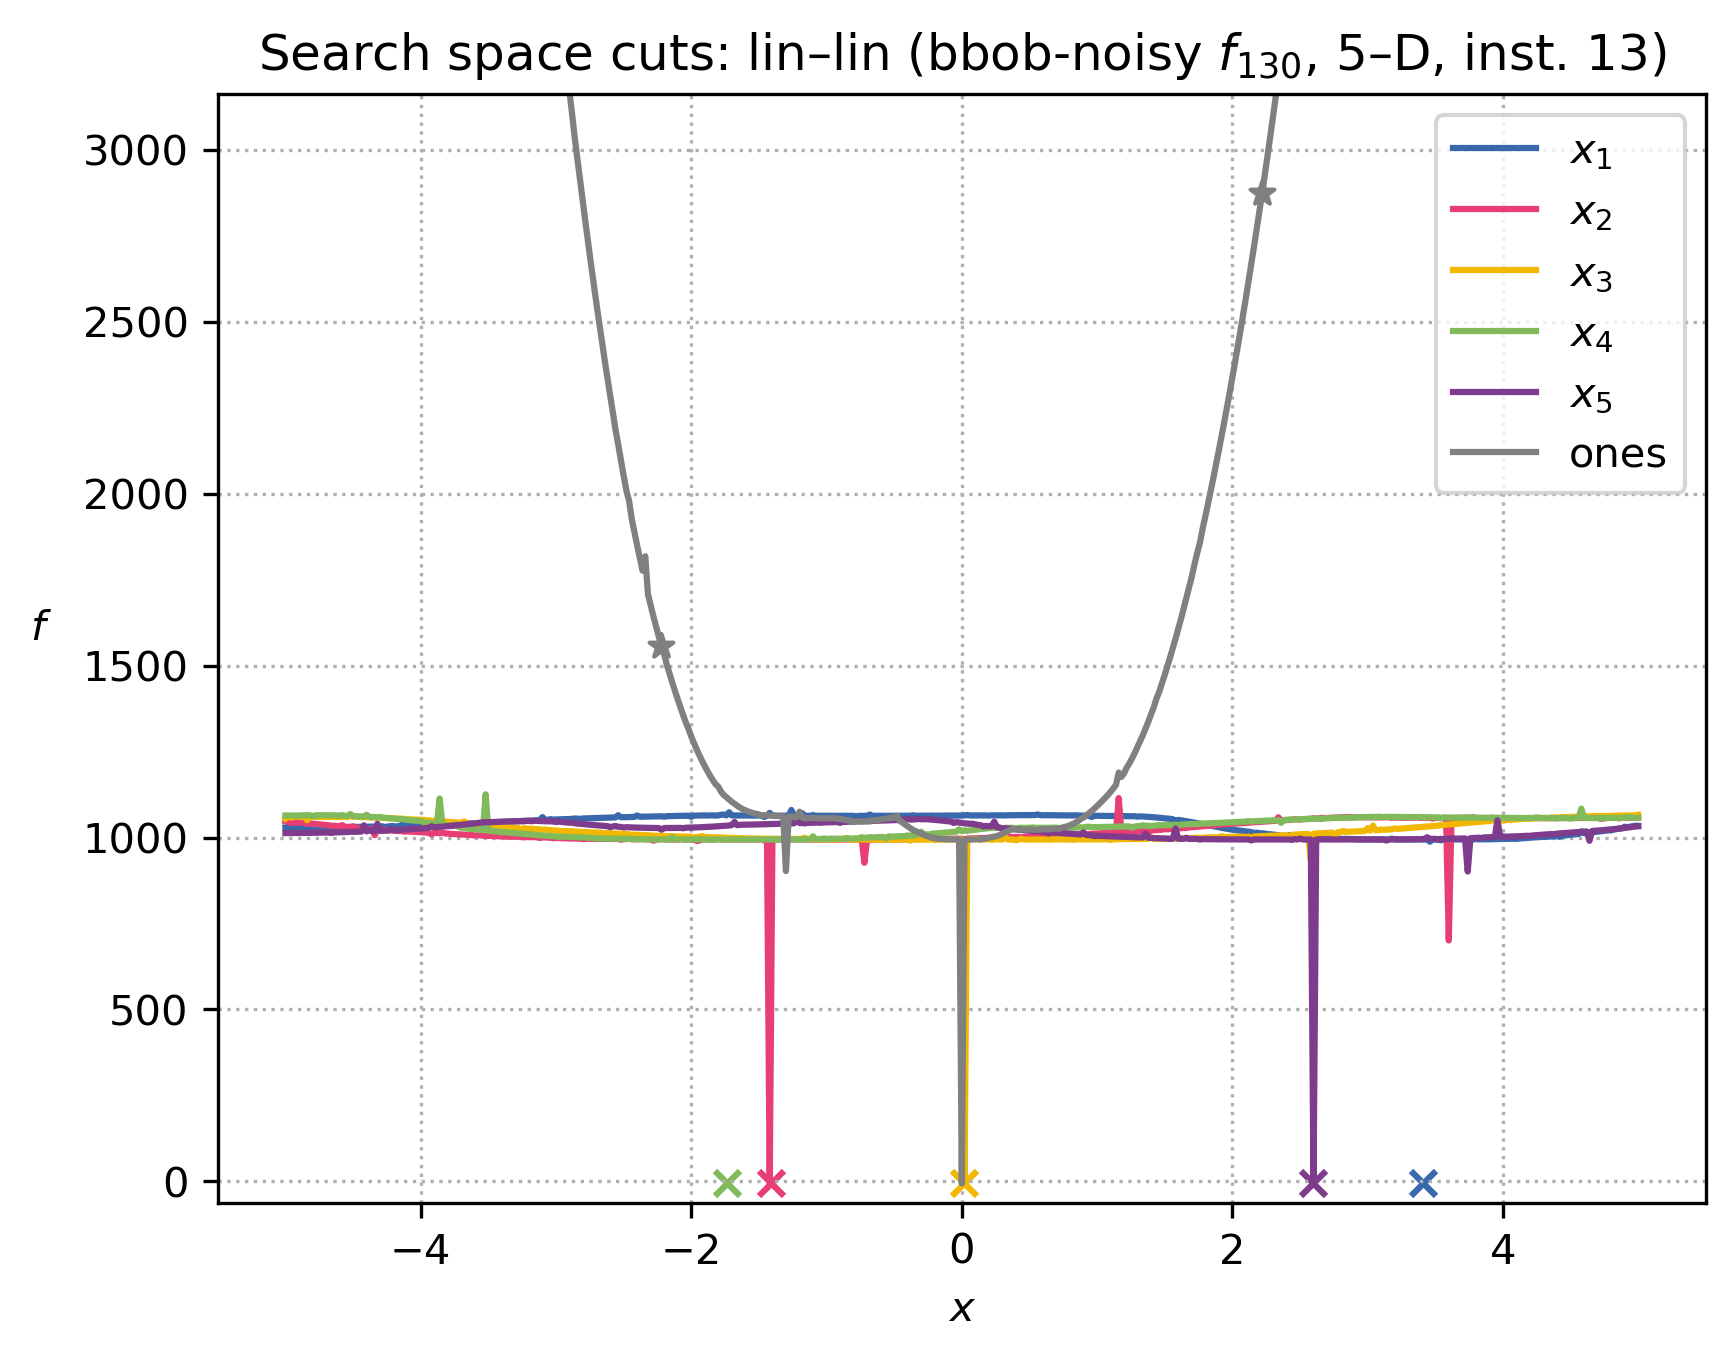 Search space cuts: lin–lin (bbob-noisy f₁₃₀, 5–D, inst. 13)
3000
2500
2000
1500
1000
500
0
f
−4 −2 0 2 4
x
x₁
x₂
x₃
x₄
x₅
ones